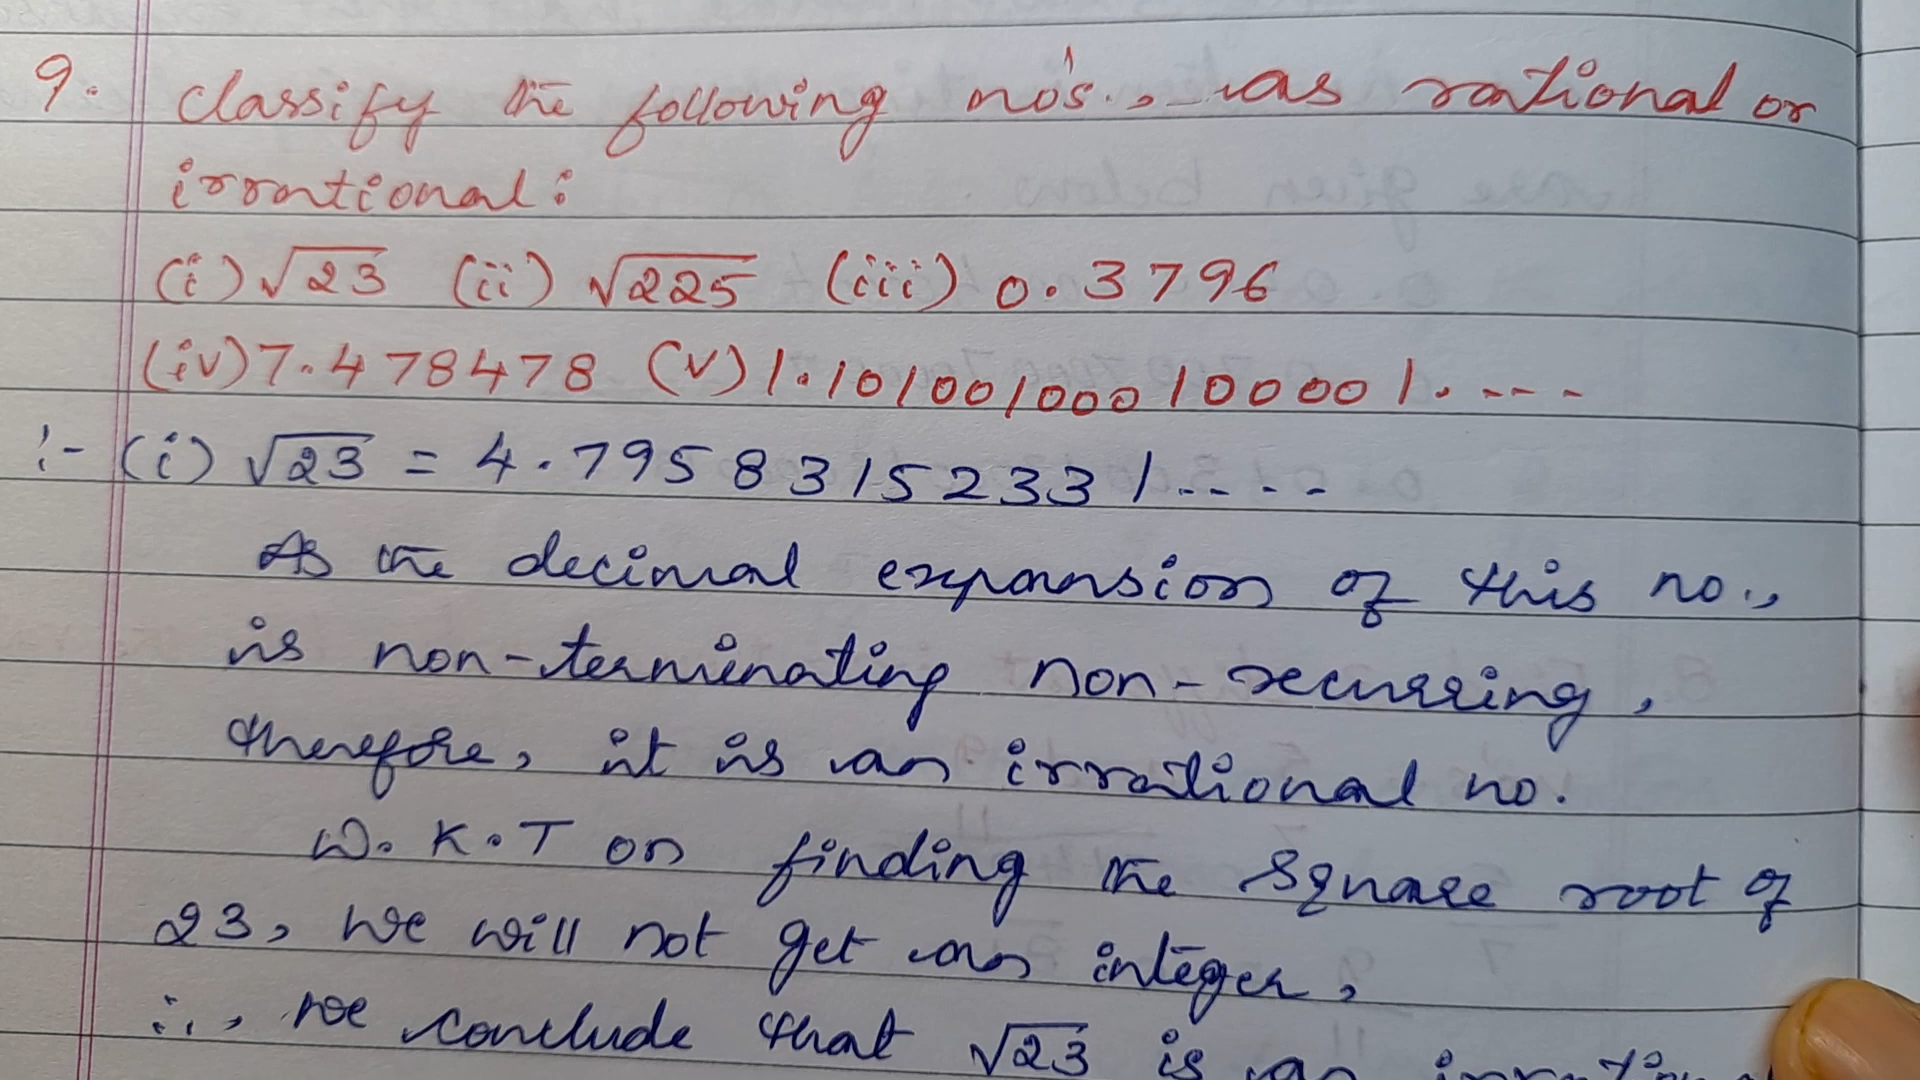 9. Classify the following no's., as rational or
irrational:
(i) √23 (ii) √225 (iii) 0.3796
(iv) 7.478478 (v) 1.101001000100001....
:- (i) √23 = 4.79583152331....
As the decimal expansion of this no.,
is non-terminating non-recurring,
therefore, it is an irrational no.
W.K.T on finding the square root of
23, we will not get an integer,
∴, we conclude that √23 is an irrational